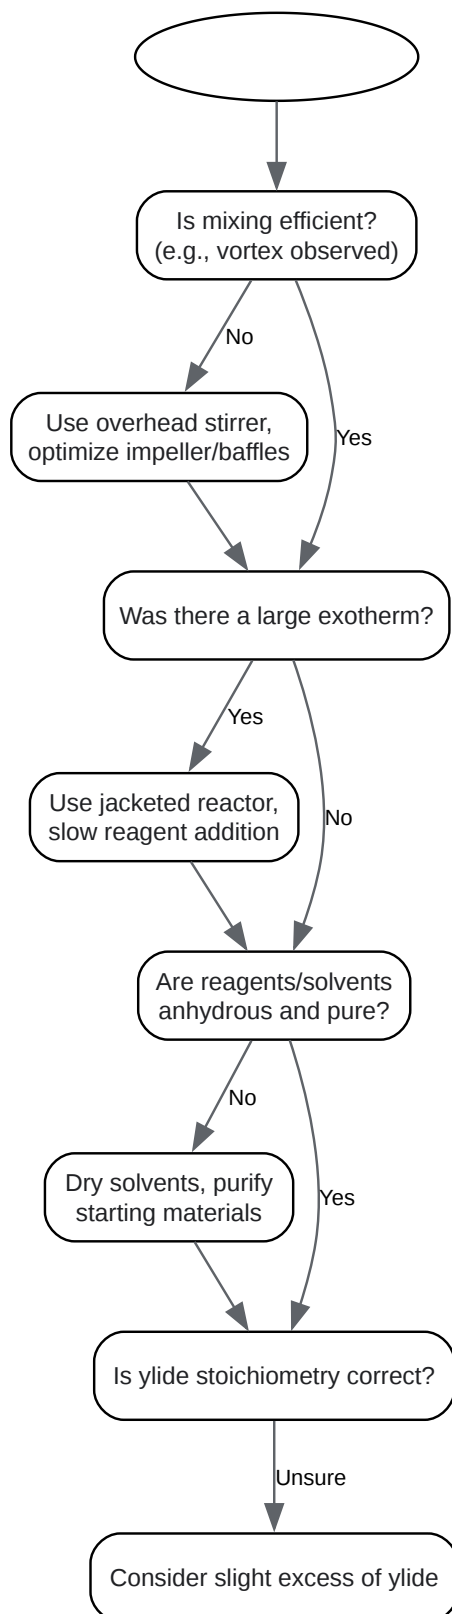 Is mixing efficient?
(e.g., vortex observed)
No
Yes
Use overhead stirrer,
optimize impeller/baffles
Was there a large exotherm?
Yes
No
Use jacketed reactor,
slow reagent addition
Are reagents/solvents
anhydrous and pure?
No
Yes
Dry solvents, purify
starting materials
Is ylide stoichiometry correct?
Unsure
Consider slight excess of ylide